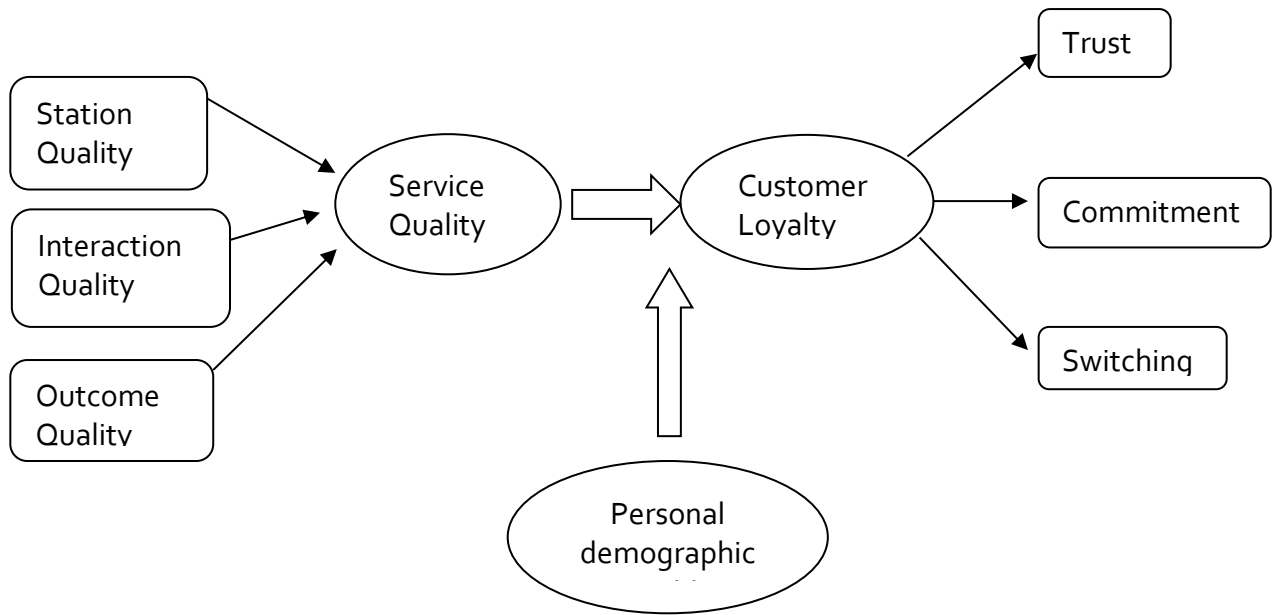 Station
Quality
Interaction
Quality
Outcome
Quality
Service
Quality
Customer
Loyalty
Trust
Commitment
Switching
Personal
demographic